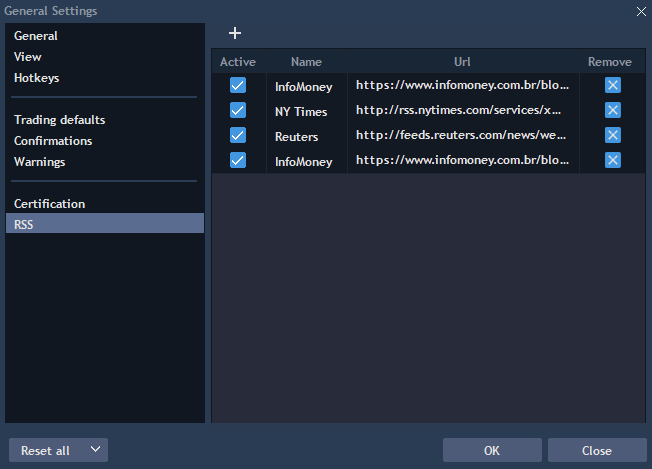 General Settings
General
View
Hotkeys
Trading defaults
Confirmations
Warnings
Certification
RSS
Active Name Url Remove
InfoMoney https://www.infomoney.com.br/blo...
NY Times http://rss.nytimes.com/services/x...
Reuters http://feeds.reuters.com/news/we...
InfoMoney https://www.infomoney.com.br/blo...
Reset all OK Close